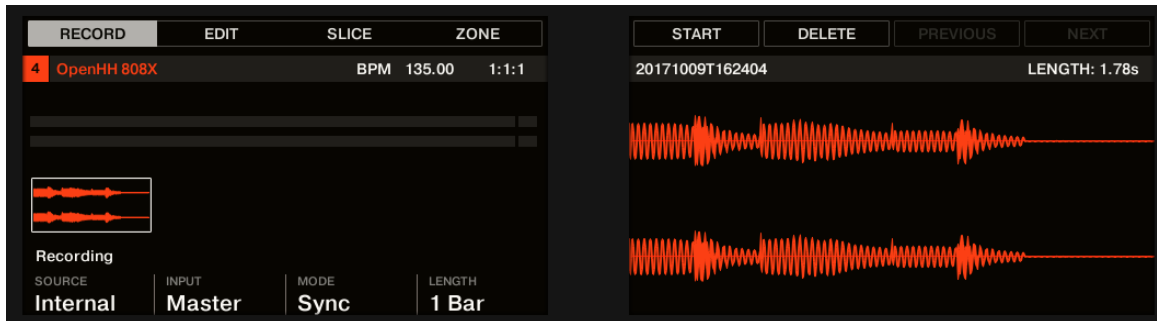 RECORD EDIT SLICE ZONE
4 OpenHH 808X BPM 135.00 1:1:1
Recording
SOURCE INPUT MODE LENGTH
Internal Master Sync 1 Bar
START DELETE PREVIOUS NEXT
20171009T162404 LENGTH: 1.78s